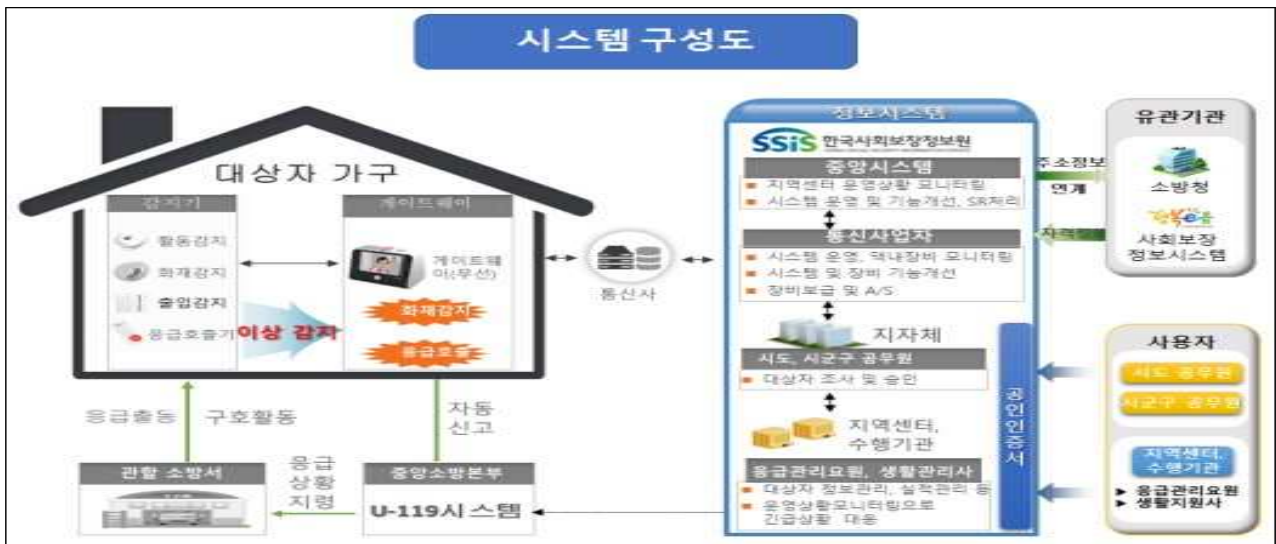 시스템 구성도
대상자 가구
감지기
활동감지
화재감지
출입감지
응급호출기
이상 감지
게이트웨이
게이트웨
이(무선)
화재감지
응급호출
통신사
응급출동
구호활동
자동
신고
관할 소방서
응급
상황
지령
중앙소방본부
U-119시스템
정보시스템
SSiS 한국사회보장정보원
중앙시스템
지역센터 운영상황 모니터링
시스템 운영 및 기능개선, SR처리
통신사업자
시스템 운영, 댁내장비 모니터링
시스템 및 장비 기능개선
장비보급 및 A/S
지자체
시도, 시군구 공무원
대상자 조사 및 승인
지역센터,
수행기관
응급관리요원, 생활관리사
대상자 정보관리, 실적관리 등
운영상황모니터링으로
긴급상황 대응
공인인증서
주소정보
연계
유관기관
소방청
행복e음
사회보장
정보시스템
사용자
시도 공무원
시군구 공무원
지역센터,
수행기관
응급관리요원
생활지원사